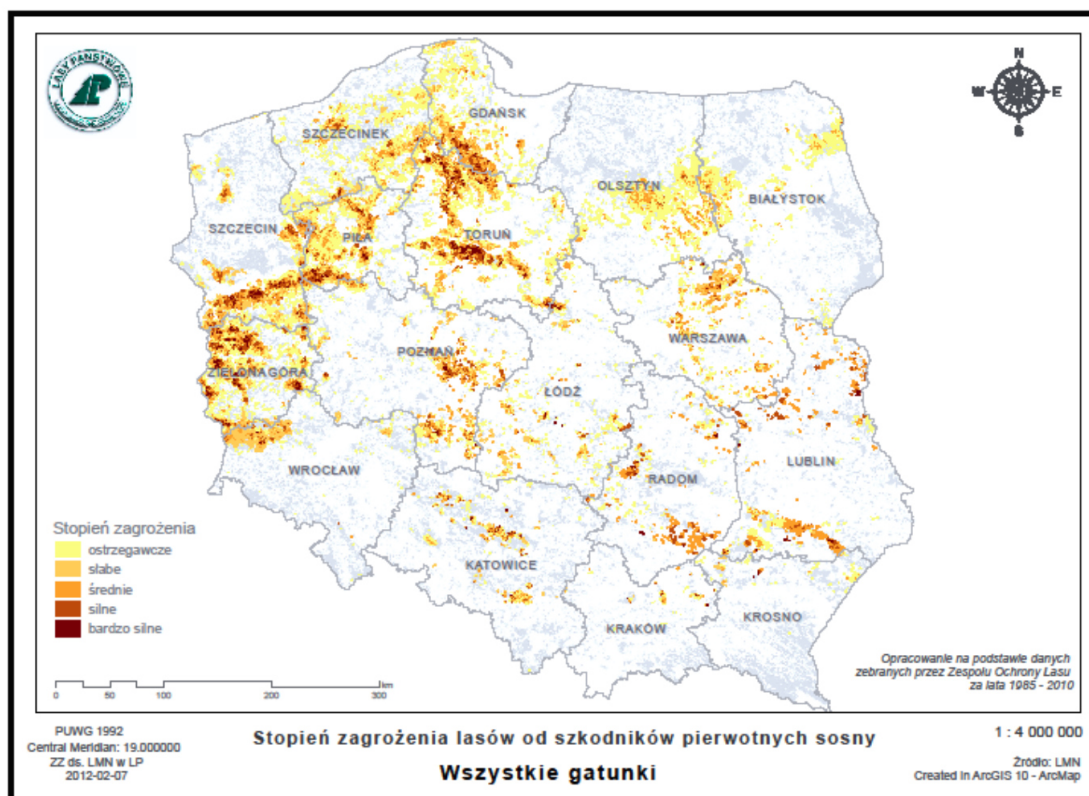 LASY PAŃSTWOWE
N
W
E
S
GDAŃSK
SZCZECINEK
OLSZTYN
BIAŁYSTOK
SZCZECIN
PIŁA
TORUŃ
WARSZAWA
POZNAŃ
ZIELONAGÓRA
ŁÓDŹ
LUBLIN
WROCŁAW
RADOM
KATOWICE
KRAKÓW
KROSNO
Stopień zagrożenia
ostrzegawcze
słabe
średnie
silne
bardzo silne
0 50 100 200 300
km
Opracowanie na podstawie danych
zebranych przez Zespołu Ochrony Lasu
za lata 1985 - 2010
PUWG 1992
Central Meridian: 19.000000
ZZ ds. LMN w LP
2012-02-07
Stopień zagrożenia lasów od szkodników pierwotnych sosny
Wszystkie gatunki
1 : 4 000 000
Źródło: LMN
Created in ArcGIS 10 - ArcMap